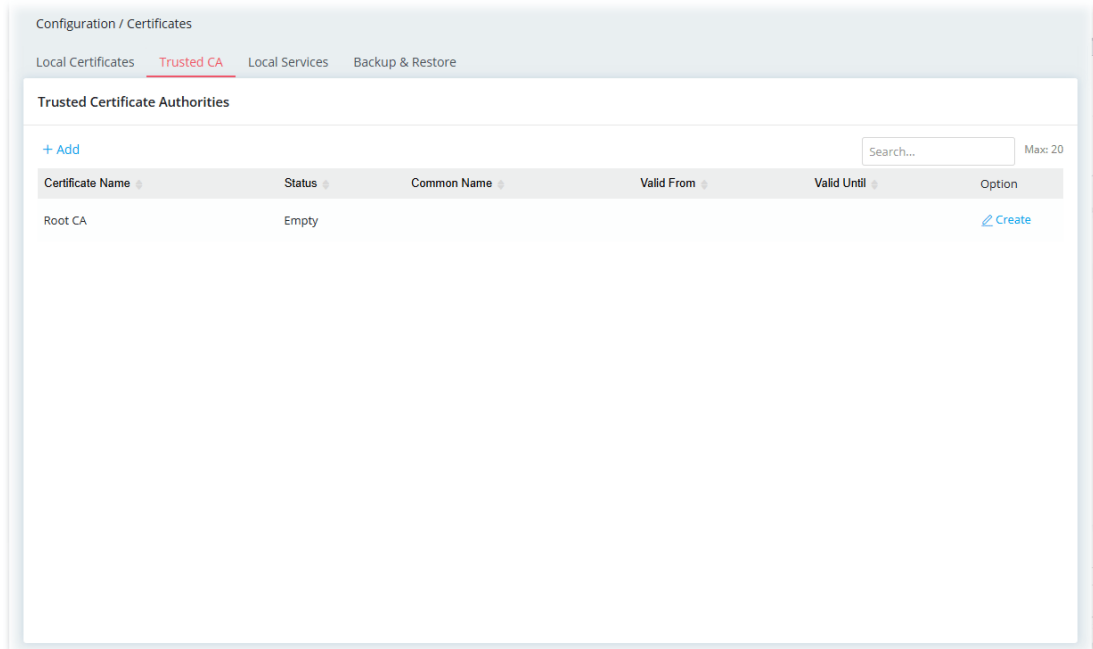 Configuration / Certificates
Local Certificates Trusted CA Local Services Backup & Restore
Trusted Certificate Authorities
+ Add Search... Max: 20
Certificate Name Status Common Name Valid From Valid Until Option
Root CA Empty Create